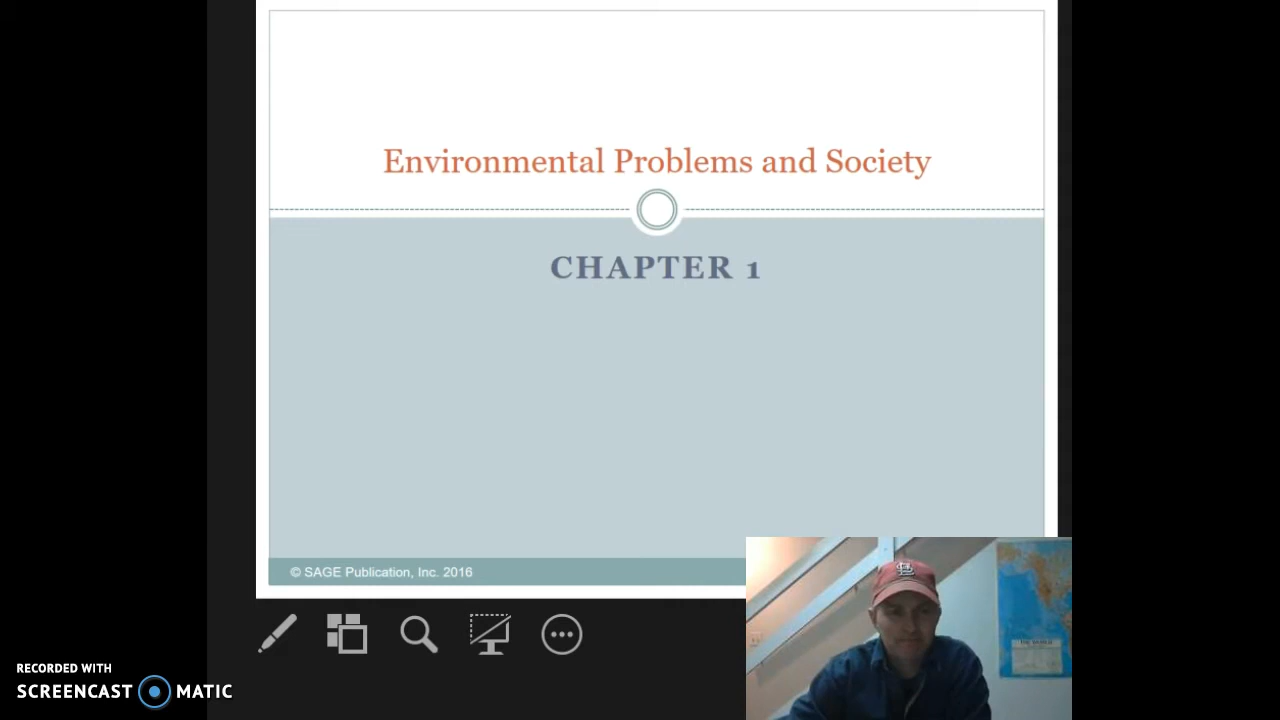 Environmental Problems and Society
CHAPTER 1
© SAGE Publication, Inc. 2016
RECORDED WITH
SCREENCAST MATIC